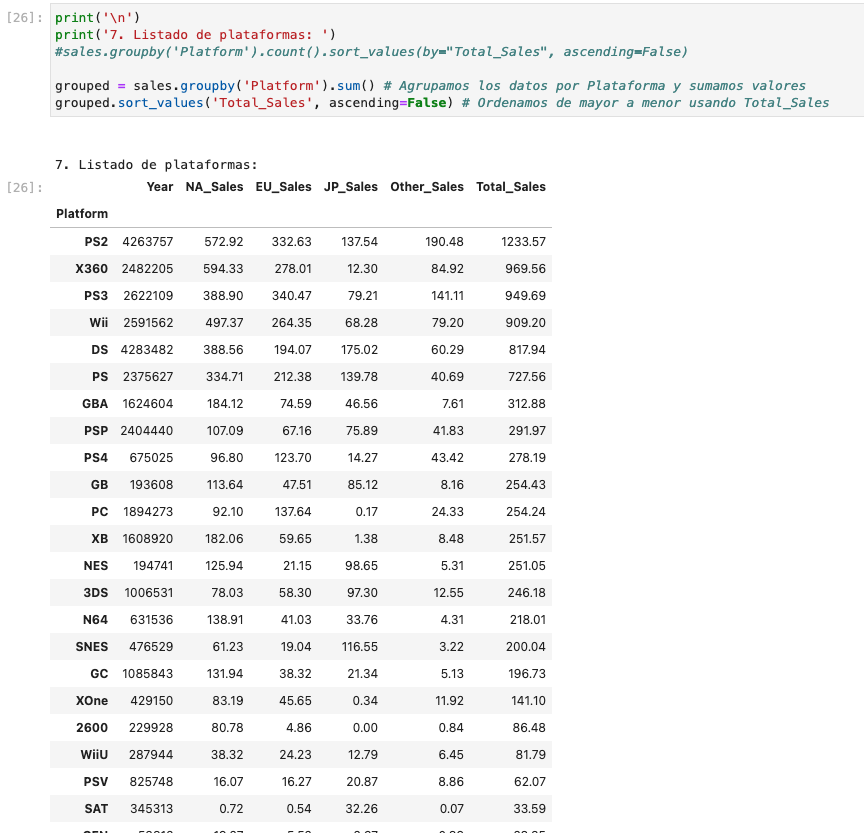 [26]: print('\n')
print('7. Listado de plataformas: ')
#sales.groupby('Platform').count().sort_values(by="Total_Sales", ascending=False)
grouped = sales.groupby('Platform').sum() # Agrupamos los datos por Plataforma y sumamos valores
grouped.sort_values('Total_Sales', ascending=False) # Ordenamos de mayor a menor usando Total_Sales
7. Listado de plataformas:
[26]: Year NA_Sales EU_Sales JP_Sales Other_Sales Total_Sales
Platform
PS2 4263757 572.92 332.63 137.54 190.48 1233.57
X360 2482205 594.33 278.01 12.30 84.92 969.56
PS3 2622109 388.90 340.47 79.21 141.11 949.69
Wii 2591562 497.37 264.35 68.28 79.20 909.20
DS 4283482 388.56 194.07 175.02 60.29 817.94
PS 2375627 334.71 212.38 139.78 40.69 727.56
GBA 1624604 184.12 74.59 46.56 7.61 312.88
PSP 2404440 107.09 67.16 75.89 41.83 291.97
PS4 675025 96.80 123.70 14.27 43.42 278.19
GB 193608 113.64 47.51 85.12 8.16 254.43
PC 1894273 92.10 137.64 0.17 24.33 254.24
XB 1608920 182.06 59.65 1.38 8.48 251.57
NES 194741 125.94 21.15 98.65 5.31 251.05
3DS 1006531 78.03 58.30 97.30 12.55 246.18
N64 631536 138.91 41.03 33.76 4.31 218.01
SNES 476529 61.23 19.04 116.55 3.22 200.04
GC 1085843 131.94 38.32 21.34 5.13 196.73
XOne 429150 83.19 45.65 0.34 11.92 141.10
2600 229928 80.78 4.86 0.00 0.84 86.48
WiiU 287944 38.32 24.23 12.79 6.45 81.79
PSV 825748 16.07 16.27 20.87 8.86 62.07
SAT 345313 0.72 0.54 32.26 0.07 33.59